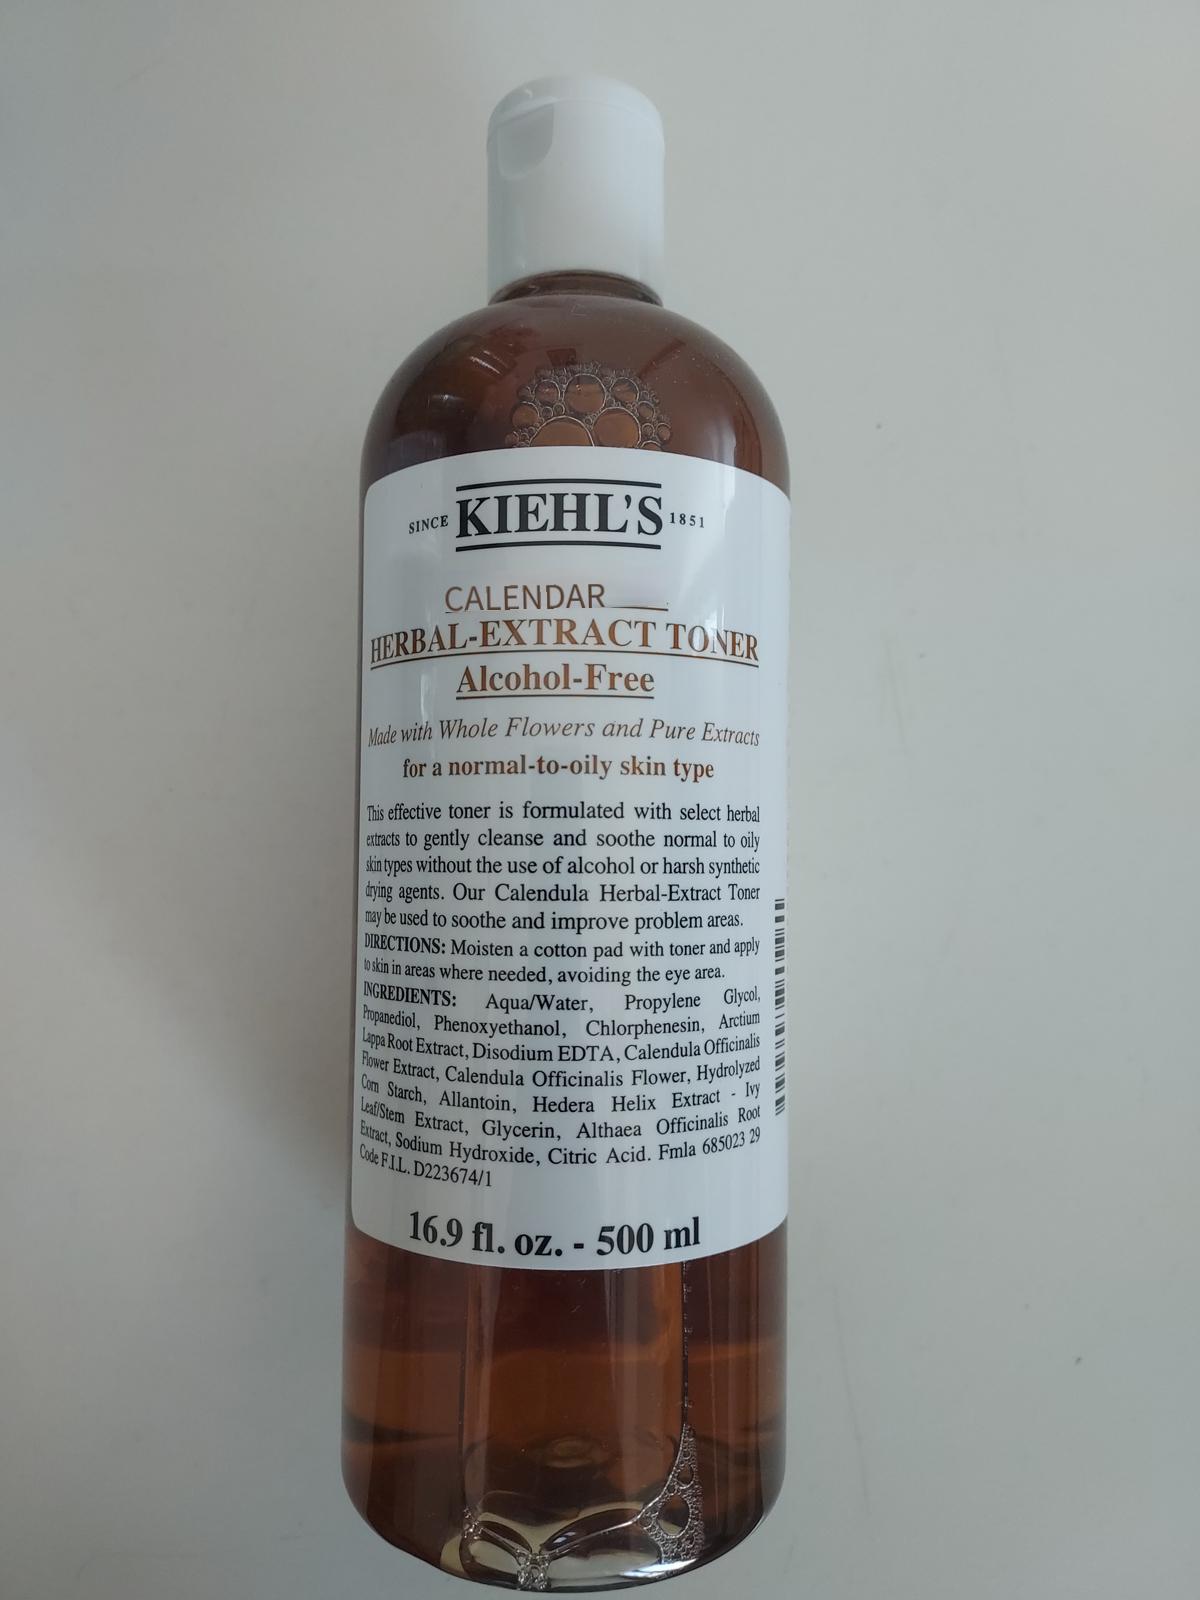 SINCE KIEHL'S 1851
CALENDAR
HERBAL-EXTRACT TONER
Alcohol-Free
Made with Whole Flowers and Pure Extracts
for a normal-to-oily skin type
This effective toner is formulated with select herbal
extracts to gently cleanse and soothe normal to oily
skin types without the use of alcohol or harsh synthetic
drying agents. Our Calendula Herbal-Extract Toner
may be used to soothe and improve problem areas.
DIRECTIONS: Moisten a cotton pad with toner and apply
to skin in areas where needed, avoiding the eye area.
INGREDIENTS: Aqua/Water, Propylene Glycol,
Propanediol, Phenoxyethanol, Chlorphenesin, Arctium
Lappa Root Extract, Disodium EDTA, Calendula Officinalis
Flower Extract, Calendula Officinalis Flower, Hydrolyzed
Corn Starch, Allantoin, Hedera Helix Extract - Ivy
Leaf/Stem Extract, Glycerin, Althaea Officinalis Root
Extract, Sodium Hydroxide, Citric Acid. Fmla 685023 29
Code F.I.L. D223674/1
16.9 fl. oz. - 500 ml